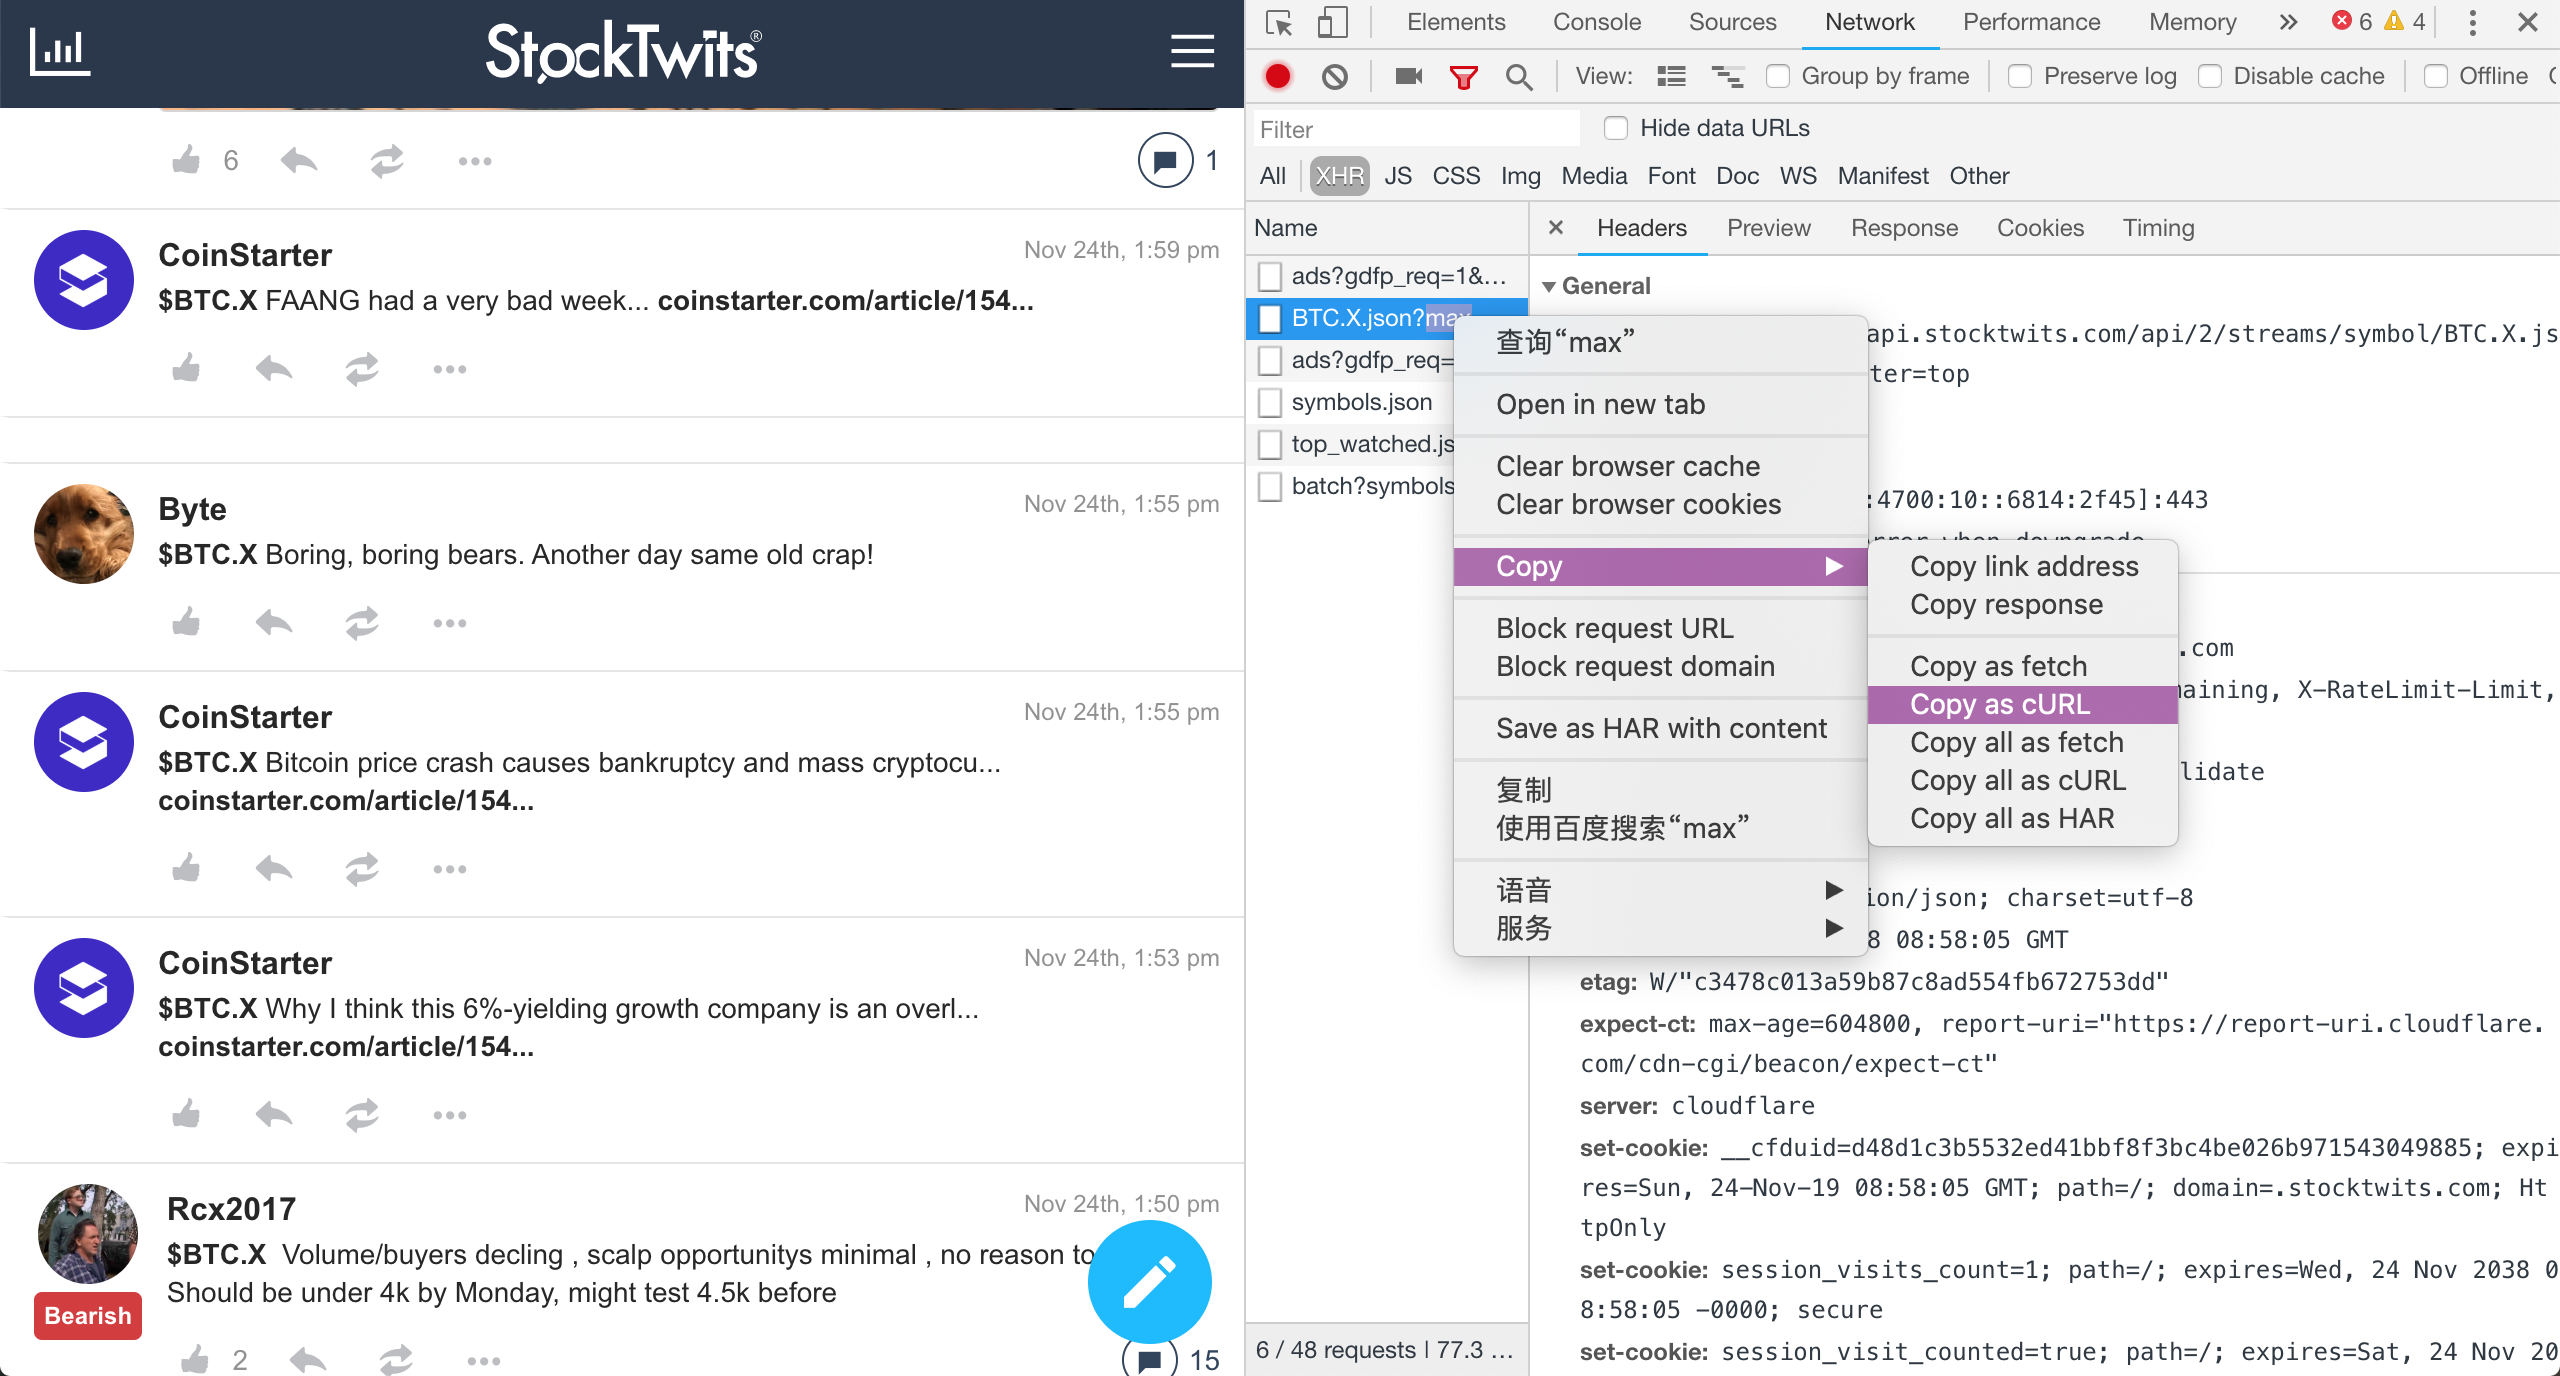 StockTwits®
6
1
CoinStarter
Nov 24th, 1:59 pm
$BTC.X FAANG had a very bad week... coinstarter.com/article/154...
Byte
Nov 24th, 1:55 pm
$BTC.X Boring, boring bears. Another day same old crap!
CoinStarter
Nov 24th, 1:55 pm
$BTC.X Bitcoin price crash causes bankruptcy and mass cryptocu...
coinstarter.com/article/154...
CoinStarter
Nov 24th, 1:53 pm
$BTC.X Why I think this 6%-yielding growth company is an overl...
coinstarter.com/article/154...
Rcx2017
Nov 24th, 1:50 pm
$BTC.X Volume/buyers decling , scalp opportunitys minimal , no reason to
Should be under 4k by Monday, might test 4.5k before
Bearish
2
15
Elements Console Sources Network Performance Memory » 6 4
View: Group by frame Preserve log Disable cache Offline
Filter Hide data URLs
All XHR JS CSS Img Media Font Doc WS Manifest Other
Name
Headers Preview Response Cookies Timing
ads?gdfp_req=1&...
BTC.X.json?max
ads?gdfp_req=
symbols.json
top_watched.js
batch?symbols
6 / 48 requests | 77.3 ...
查询“max”
Open in new tab
Clear browser cache
Clear browser cookies
Copy
Block request URL
Block request domain
Save as HAR with content
复制
使用百度搜索“max”
语音
服务
Copy link address
Copy response
Copy as fetch
Copy as cURL
Copy all as fetch
Copy all as cURL
Copy all as HAR
General
api.stocktwits.com/api/2/streams/symbol/BTC.X.js
ter=top
:4700:10::6814:2f45]:443
.com
aining, X-RateLimit-Limit,
lidate
ion/json; charset=utf-8
8 08:58:05 GMT
etag: W/"c3478c013a59b87c8ad554fb672753dd"
expect-ct: max-age=604800, report-uri="https://report-uri.cloudflare.
com/cdn-cgi/beacon/expect-ct"
server: cloudflare
set-cookie: __cfduid=d48d1c3b5532ed41bbf8f3bc4be026b971543049885; expi
res=Sun, 24-Nov-19 08:58:05 GMT; path=/; domain=.stocktwits.com; Ht
tpOnly
set-cookie: session_visits_count=1; path=/; expires=Wed, 24 Nov 2038 0
8:58:05 -0000; secure
set-cookie: session_visit_counted=true; path=/; expires=Sat, 24 Nov 20